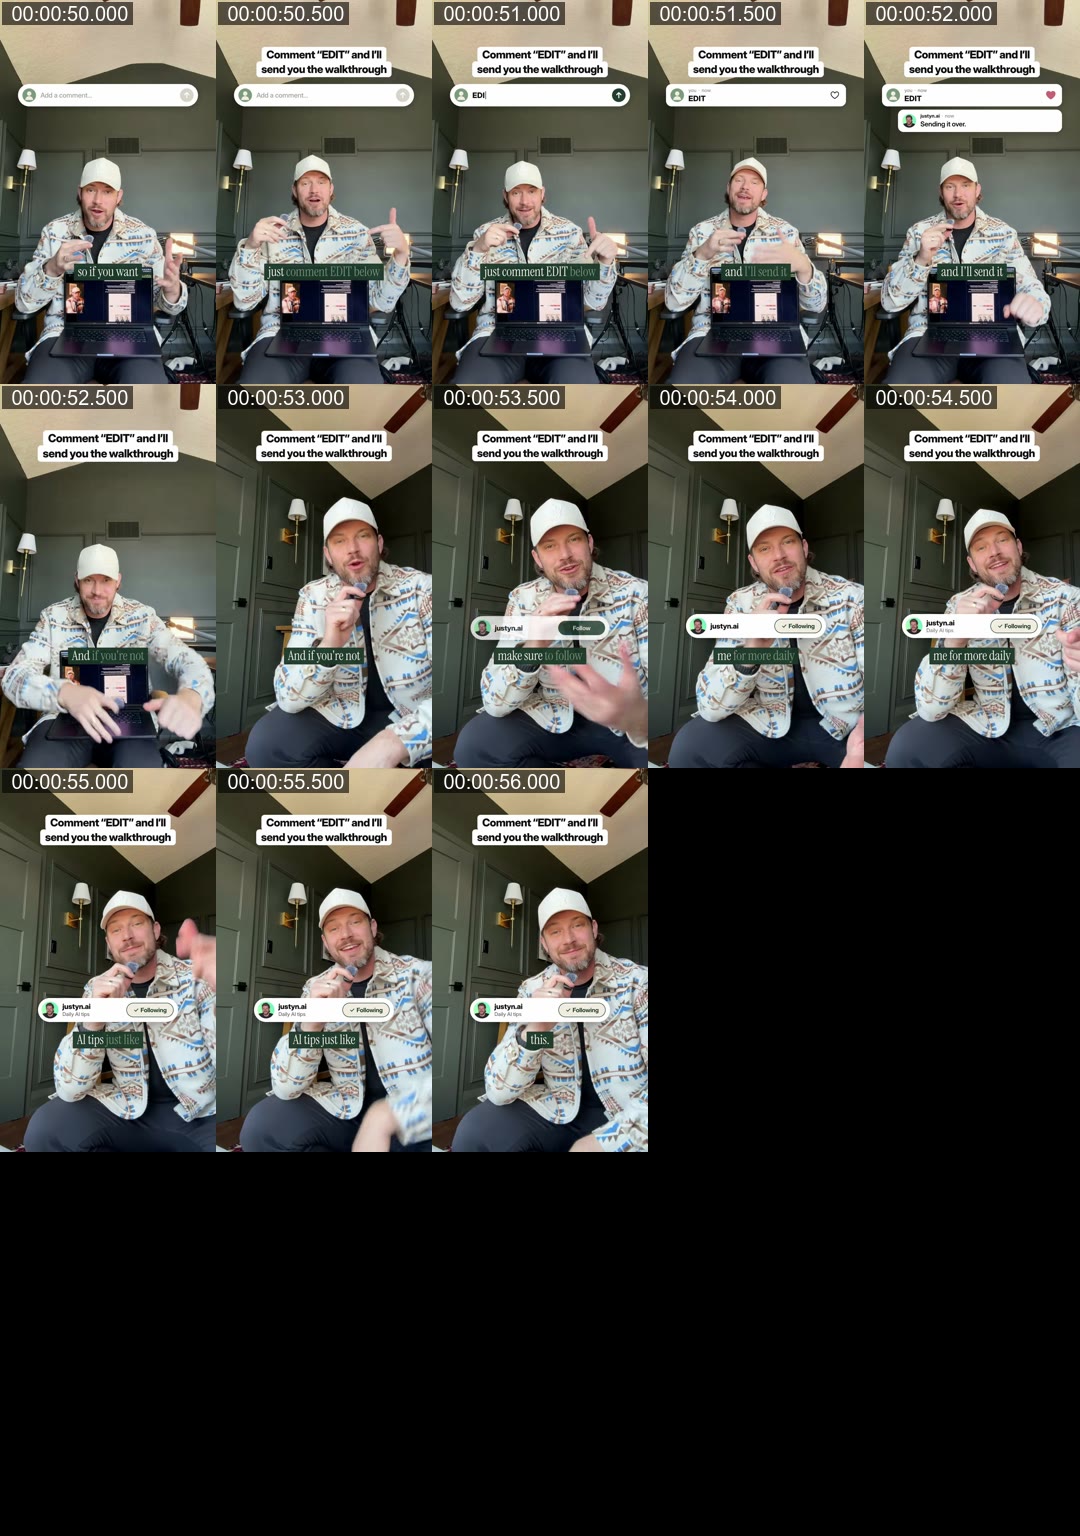 00:00:50.000
Add a comment...
so if you want
00:00:50.500
Comment “EDIT” and I’ll
send you the walkthrough
Add a comment...
just comment EDIT below
00:00:51.000
Comment “EDIT” and I’ll
send you the walkthrough
EDI
just comment EDIT below
00:00:51.500
Comment “EDIT” and I’ll
send you the walkthrough
you · now
EDIT
and I’ll send it
00:00:52.000
Comment “EDIT” and I’ll
send you the walkthrough
you · now
EDIT
justyn.ai · now
Sending it over.
and I’ll send it
00:00:52.500
Comment “EDIT” and I’ll
send you the walkthrough
And if you're not
00:00:53.000
Comment “EDIT” and I’ll
send you the walkthrough
And if you're not
00:00:53.500
Comment “EDIT” and I’ll
send you the walkthrough
justyn.ai
Follow
make sure to follow
00:00:54.000
Comment “EDIT” and I’ll
send you the walkthrough
justyn.ai
✓ Following
me for more daily
00:00:54.500
Comment “EDIT” and I’ll
send you the walkthrough
justyn.ai
Daily AI tips
✓ Following
me for more daily
00:00:55.000
Comment “EDIT” and I’ll
send you the walkthrough
justyn.ai
Daily AI tips
✓ Following
AI tips just like
00:00:55.500
Comment “EDIT” and I’ll
send you the walkthrough
justyn.ai
Daily AI tips
✓ Following
AI tips just like
00:00:56.000
Comment “EDIT” and I’ll
send you the walkthrough
justyn.ai
Daily AI tips
✓ Following
this.